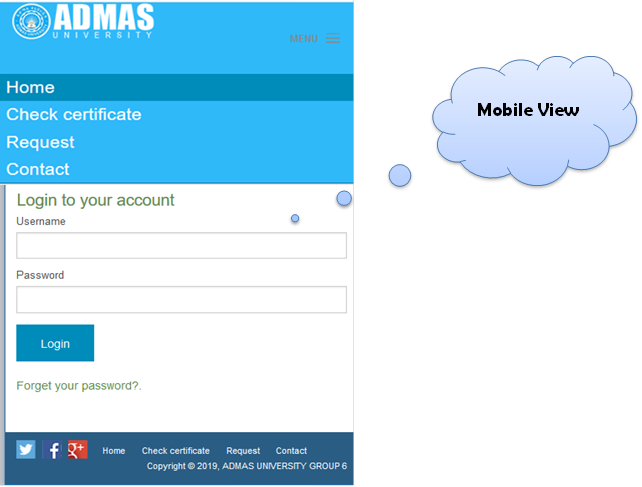 ADMAS
UNIVERSITY
MENU
Home
Check certificate
Request
Contact
Mobile View
Login to your account
Username
Password
Login
Forget your password?.
Home Check certificate Request Contact
Copyright © 2019, ADMAS UNIVERSITY GROUP 6